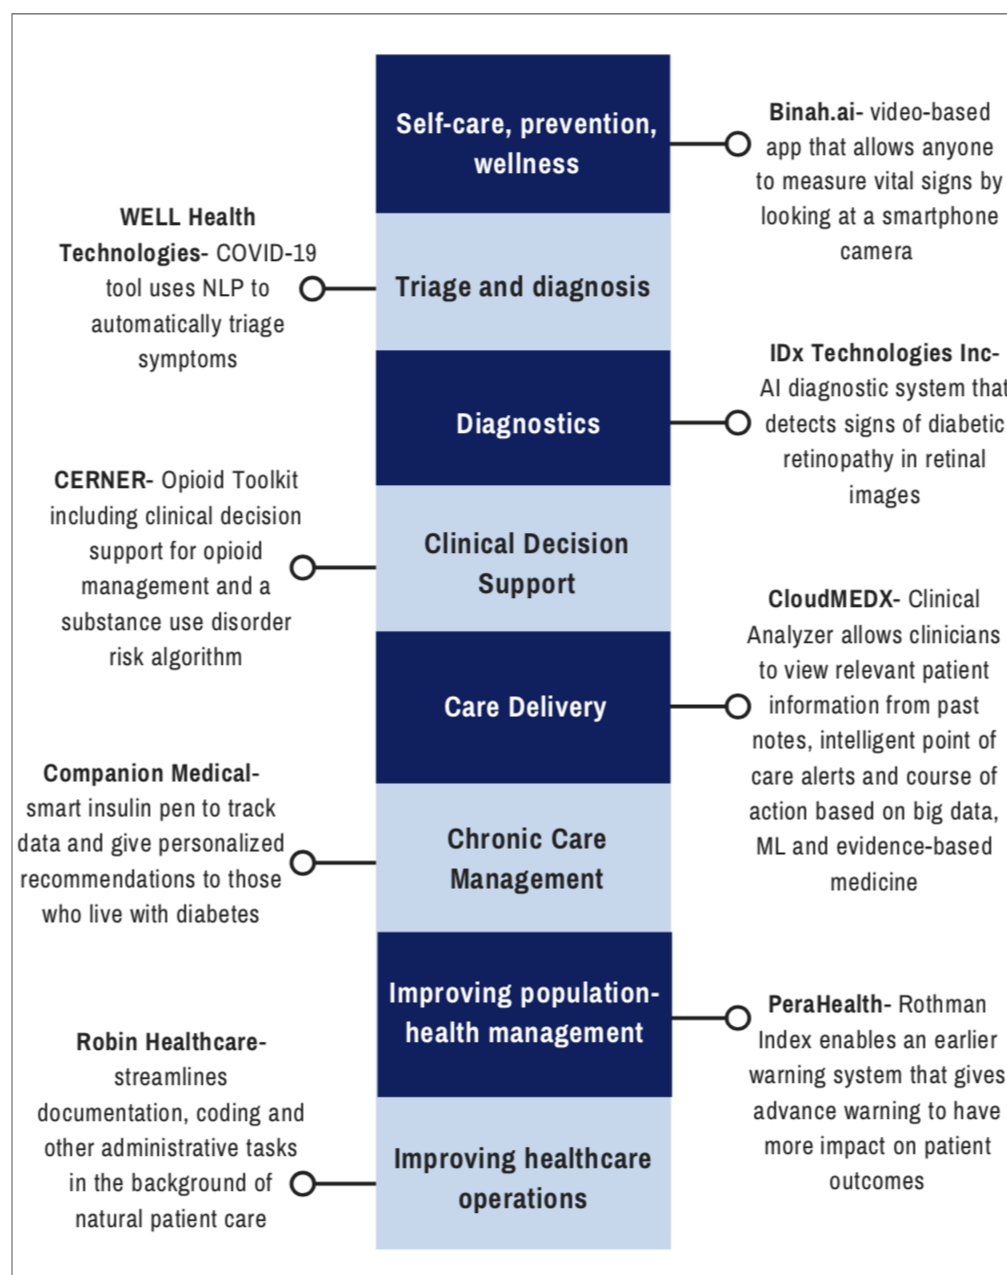 Self-care, prevention,
wellness
Binah.ai- video-based
app that allows anyone
to measure vital signs by
looking at a smartphone
camera
WELL Health
Technologies- COVID-19
tool uses NLP to
automatically triage
symptoms
Triage and diagnosis
Diagnostics
IDx Technologies Inc-
AI diagnostic system that
detects signs of diabetic
retinopathy in retinal
images
CERNER- Opioid Toolkit
including clinical decision
support for opioid
management and a
substance use disorder
risk algorithm
Clinical Decision
Support
Care Delivery
CloudMEDX- Clinical
Analyzer allows clinicians
to view relevant patient
information from past
notes, intelligent point of
care alerts and course of
action based on big data,
ML and evidence-based
medicine
Companion Medical-
smart insulin pen to track
data and give personalized
recommendations to those
who live with diabetes
Chronic Care
Management
Improving population-
health management
PeraHealth- Rothman
Index enables an earlier
warning system that gives
advance warning to have
more impact on patient
outcomes
Robin Healthcare-
streamlines
documentation, coding and
other administrative tasks
in the background of
natural patient care
Improving healthcare
operations